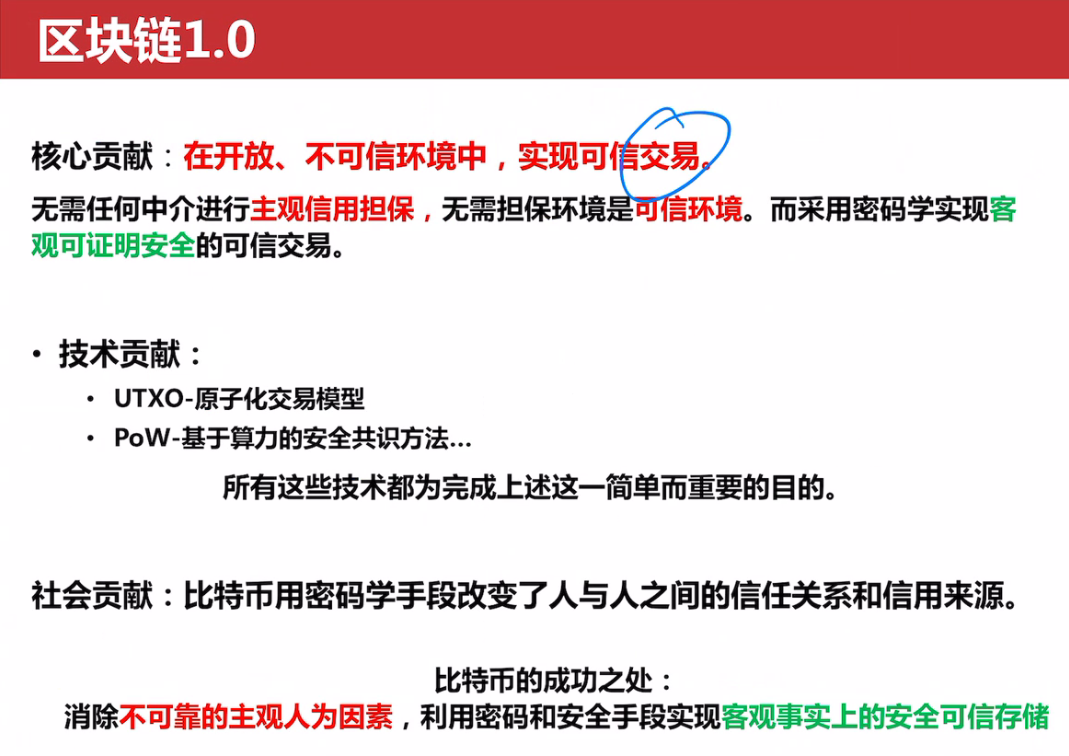 区块链1.0
核心贡献：在开放、不可信环境中，实现可信交易。
无需任何中介进行主观信用担保，无需担保环境是可信环境。而采用密码学实现客
观可证明安全的可信交易。
• 技术贡献：
• UTXO-原子化交易模型
• PoW-基于算力的安全共识方法…
所有这些技术都为完成上述这一简单而重要的目的。
社会贡献：比特币用密码学手段改变了人与人之间的信任关系和信用来源。
比特币的成功之处：
消除不可靠的主观人为因素，利用密码和安全手段实现客观事实上的安全可信存储